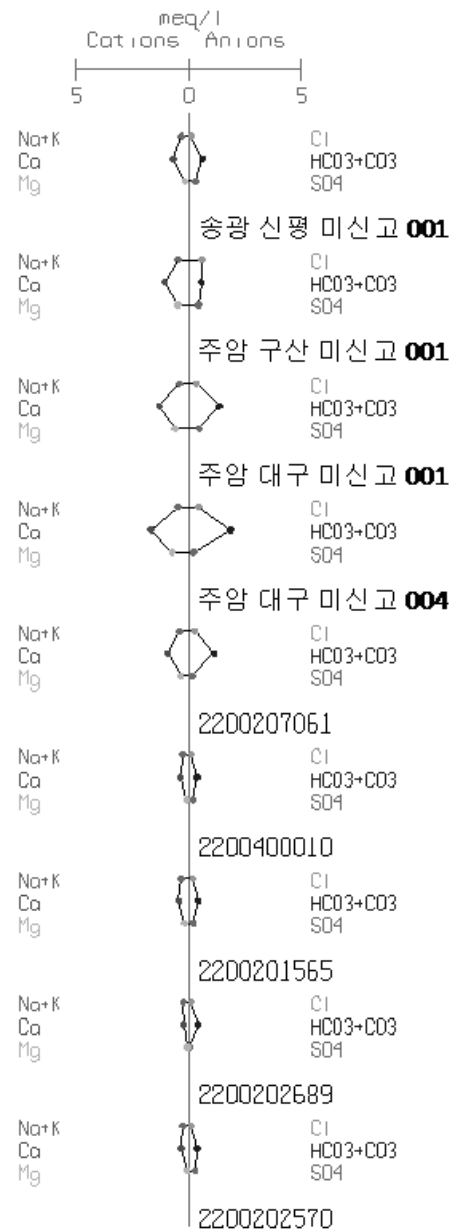 meq/l
Cations Anions
5 0 5
Na+K Cl
Ca HCO3+CO3
Mg SO4
송광 신평 미신고 001
Na+K Cl
Ca HCO3+CO3
Mg SO4
주암 구산 미신고 001
Na+K Cl
Ca HCO3+CO3
Mg SO4
주암 대구 미신고 001
Na+K Cl
Ca HCO3+CO3
Mg SO4
주암 대구 미신고 004
Na+K Cl
Ca HCO3+CO3
Mg SO4
2200207061
Na+K Cl
Ca HCO3+CO3
Mg SO4
2200400010
Na+K Cl
Ca HCO3+CO3
Mg SO4
2200201565
Na+K Cl
Ca HCO3+CO3
Mg SO4
2200202689
Na+K Cl
Ca HCO3+CO3
Mg SO4
2200202570